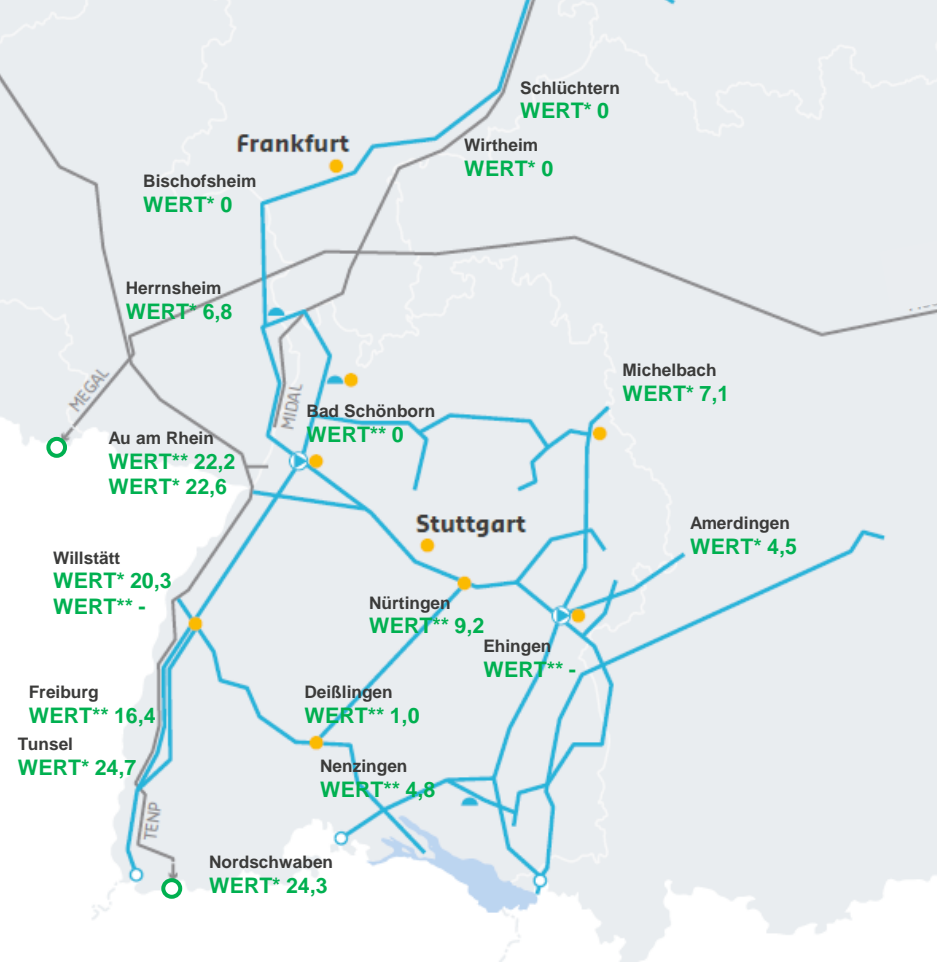 Schlüchtern
WERT* 0
Frankfurt
Wirtheim
WERT* 0
Bischofsheim
WERT* 0
Herrnsheim
WERT* 6,8
MEGAL
MIDAL
Michelbach
WERT* 7,1
Bad Schönborn
WERT** 0
Au am Rhein
WERT** 22,2
WERT* 22,6
Stuttgart
Amerdingen
WERT* 4,5
Willstätt
WERT* 20,3
WERT** -
Nürtingen
WERT** 9,2
Ehingen
WERT** -
Freiburg
WERT** 16,4
Deißlingen
WERT** 1,0
Tunsel
WERT* 24,7
Nenzingen
WERT** 4,8
TENP
Nordschwaben
WERT* 24,3